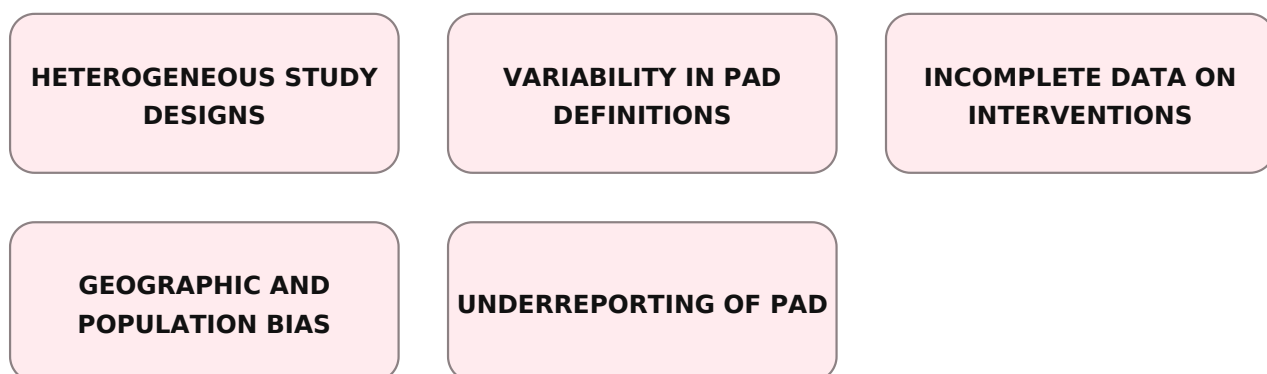 HETEROGENEOUS STUDY
DESIGNS
VARIABILITY IN PAD
DEFINITIONS
INCOMPLETE DATA ON
INTERVENTIONS
GEOGRAPHIC AND
POPULATION BIAS
UNDERREPORTING OF PAD